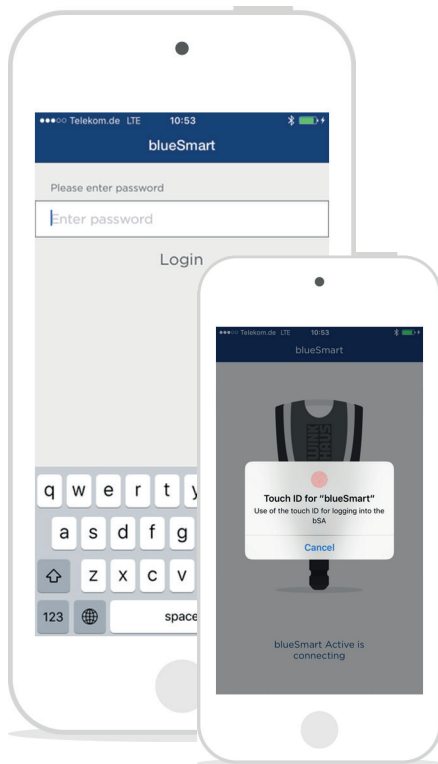 ●●●○○ Telekom.de LTE 10:53
blueSmart
Please enter password
Enter password
Login
q w e r t y
a s d f g
z x c v
123 space
●●●○○ Telekom.de LTE 10:53
blueSmart
Touch ID for “blueSmart”
Use of the touch ID for logging into the
bSA
Cancel
blueSmart Active is
connecting